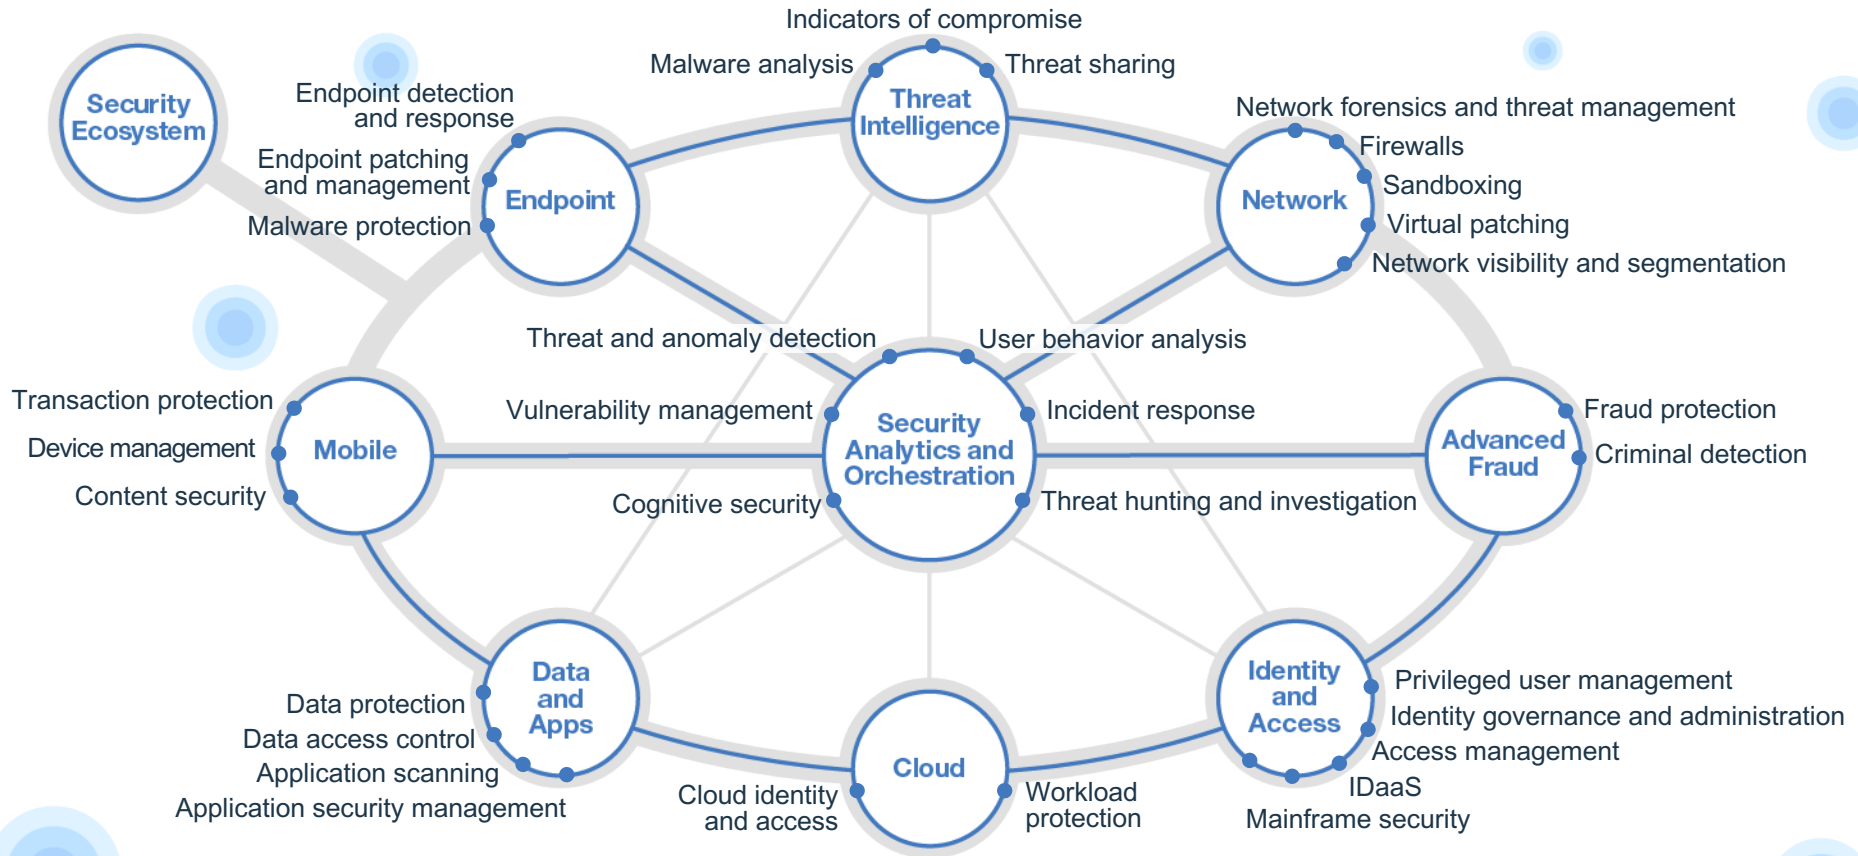 Indicators of compromise
Malware analysis
Threat sharing
Threat
Intelligence
Security
Ecosystem
Endpoint detection
and response
Endpoint patching
and management
Malware protection
Endpoint
Network forensics and threat management
Firewalls
Sandboxing
Virtual patching
Network visibility and segmentation
Network
Threat and anomaly detection
User behavior analysis
Vulnerability management
Incident response
Security
Analytics and
Orchestration
Cognitive security
Threat hunting and investigation
Transaction protection
Device management
Content security
Mobile
Advanced
Fraud
Fraud protection
Criminal detection
Data
and
Apps
Data protection
Data access control
Application scanning
Application security management
Cloud
Cloud identity
and access
Workload
protection
Identity
and
Access
Privileged user management
Identity governance and administration
Access management
IDaaS
Mainframe security